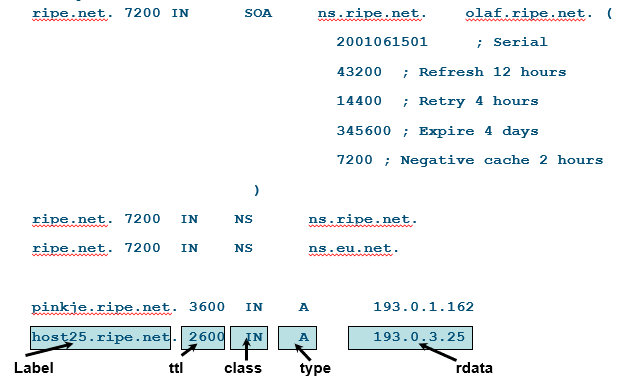 ripe.net. 7200 IN SOA ns.ripe.net. olaf.ripe.net. (
2001061501 ; Serial
43200 ; Refresh 12 hours
14400 ; Retry 4 hours
345600 ; Expire 4 days
7200 ; Negative cache 2 hours
)
ripe.net. 7200 IN NS ns.ripe.net.
ripe.net. 7200 IN NS ns.eu.net.
pinkje.ripe.net. 3600 IN A 193.0.1.162
host25.ripe.net. 2600 IN A 193.0.3.25
Label ttl class type rdata